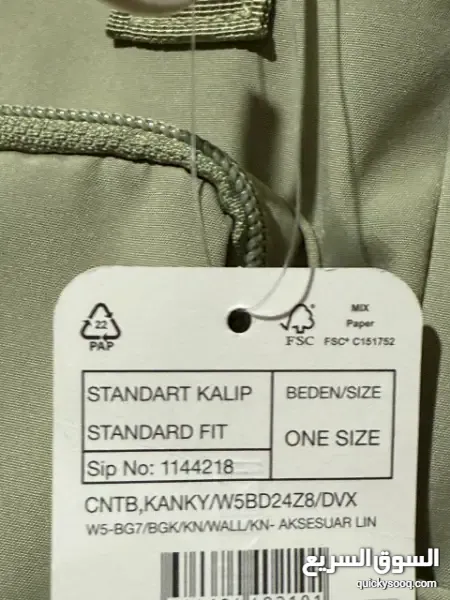 22
PAP
FSC
MIX
Paper
FSC® C151752
STANDART KALIP
STANDARD FIT
Sip No: 1144218
BEDEN/SIZE
ONE SIZE
CNTB,KANKY/W5BD24Z8/DVX
W5-BG7/BGK/KN/WALL/KN- AKSESUAR LIN
السوق السريع
quickysooq.com